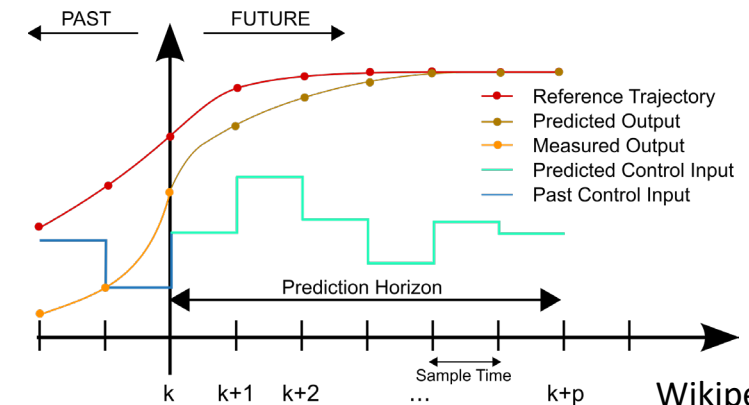 PAST
FUTURE
Reference Trajectory
Predicted Output
Measured Output
Predicted Control Input
Past Control Input
Prediction Horizon
Sample Time
k
k+1
k+2
...
k+p
Wikipe